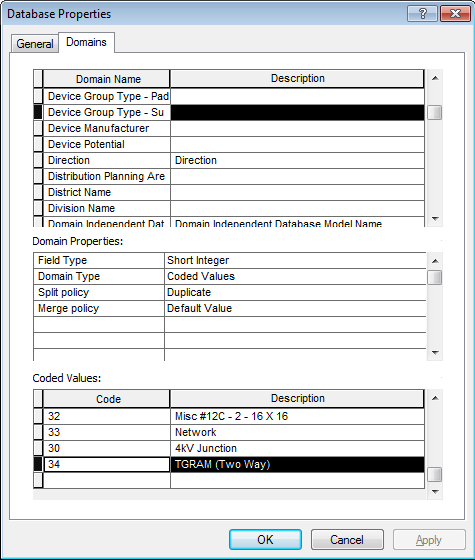 Database Properties
General Domains
Domain Name Description
Device Group Type - Pad
Device Group Type - Su
Device Manufacturer
Device Potential
Direction Direction
Distribution Planning Are
District Name
Division Name
Domain Independent Dat Domain Independent Database Model Name
Domain Properties:
Field Type Short Integer
Domain Type Coded Values
Split policy Duplicate
Merge policy Default Value
Coded Values:
Code Description
32 Misc #12C - 2 - 16 X 16
33 Network
30 4kV Junction
34 TGRAM (Two Way)
OK Cancel Apply